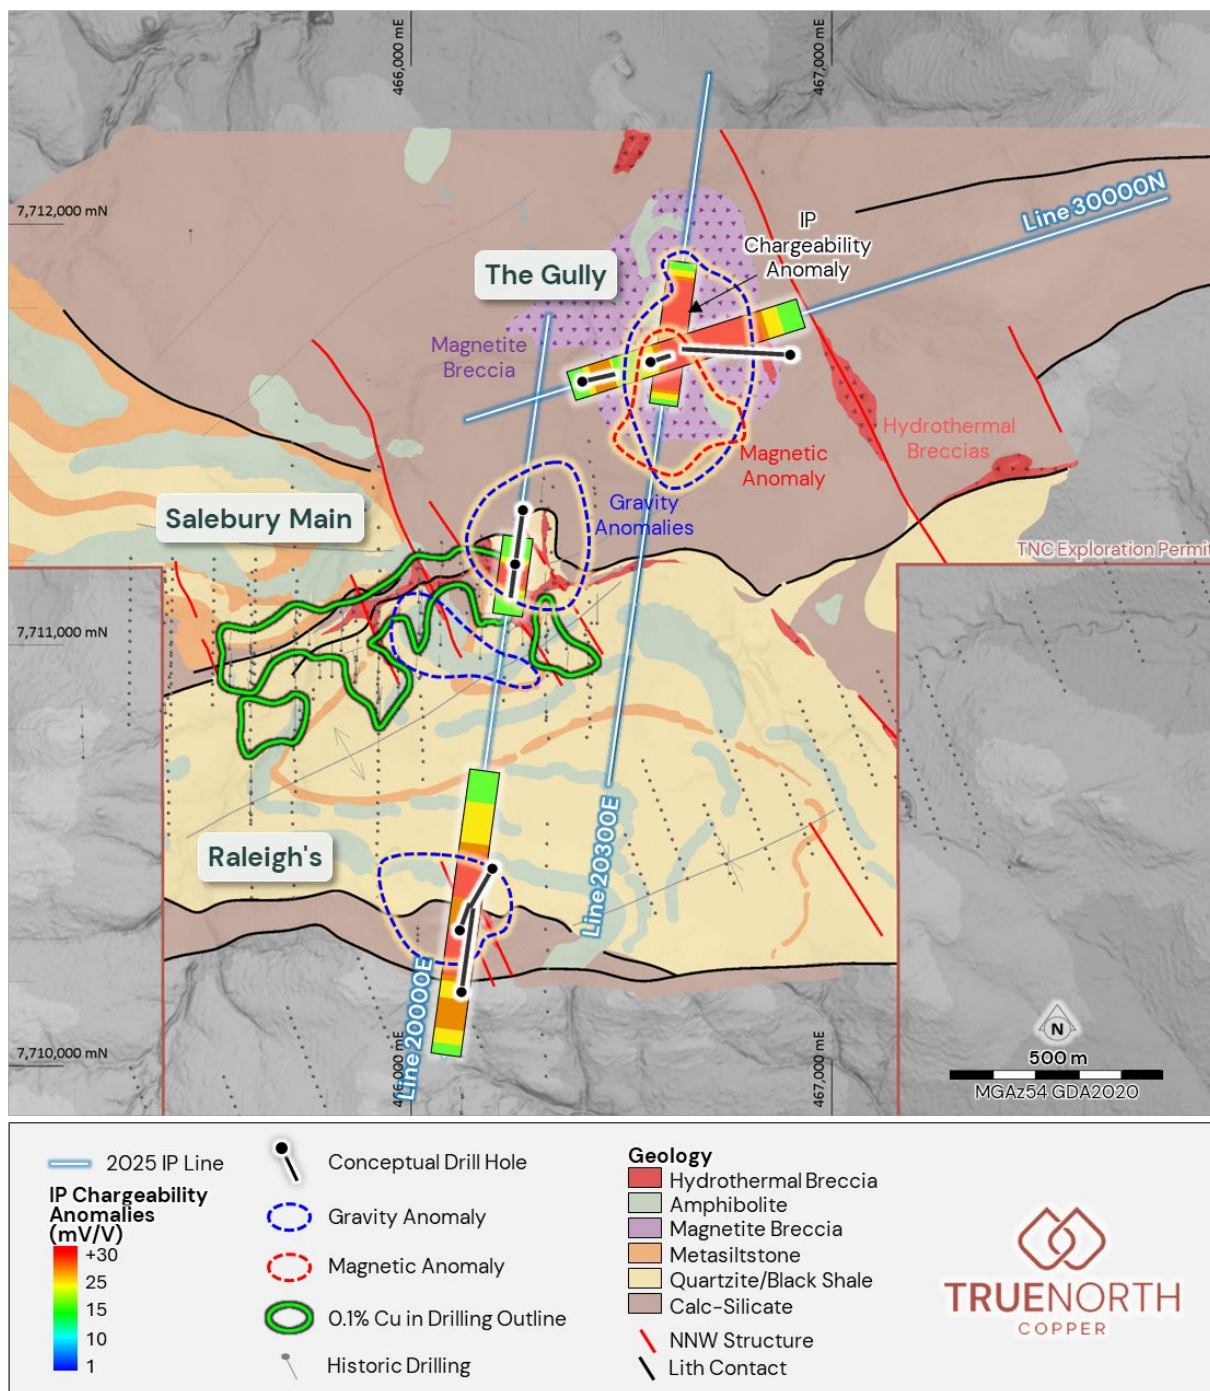 466,000 mE
467,000 mE
7,712,000 mN
Line 30000N
IP
Chargeability
Anomaly
The Gully
Magnetite
Breccia
Hydrothermal
Breccias
Magnetic
Anomaly
Gravity
Anomalies
Salebury Main
TNC Exploration Permit
7,711,000 mN
Raleigh's
Line 20300E
Line 20000E
7,710,000 mN
466,000 mE
467,000 mE
N
500 m
MGAz54 GDA2020
2025 IP Line
IP Chargeability
Anomalies
(mV/V)
+30
25
15
10
1
Conceptual Drill Hole
Gravity Anomaly
Magnetic Anomaly
0.1% Cu in Drilling Outline
Historic Drilling
Geology
Hydrothermal Breccia
Amphibolite
Magnetite Breccia
Metasiltstone
Quartzite/Black Shale
Calc-Silicate
NNW Structure
Lith Contact
TRUENORTH
COPPER